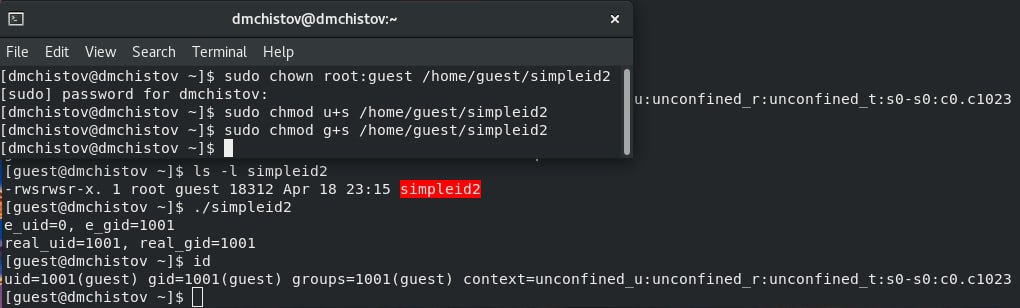 dmchistov@dmchistov:~
File Edit View Search Terminal Help
[dmchistov@dmchistov ~]$ sudo chown root:guest /home/guest/simpleid2
[sudo] password for dmchistov:
[dmchistov@dmchistov ~]$ sudo chmod u+s /home/guest/simpleid2
[dmchistov@dmchistov ~]$ sudo chmod g+s /home/guest/simpleid2
[dmchistov@dmchistov ~]$
u:unconfined_r:unconfined_t:s0-s0:c0.c1023
[guest@dmchistov ~]$ ls -l simpleid2
-rwsrwsr-x. 1 root guest 18312 Apr 18 23:15 simpleid2
[guest@dmchistov ~]$ ./simpleid2
e_uid=0, e_gid=1001
real_uid=1001, real_gid=1001
[guest@dmchistov ~]$ id
uid=1001(guest) gid=1001(guest) groups=1001(guest) context=unconfined_u:unconfined_r:unconfined_t:s0-s0:c0.c1023
[guest@dmchistov ~]$